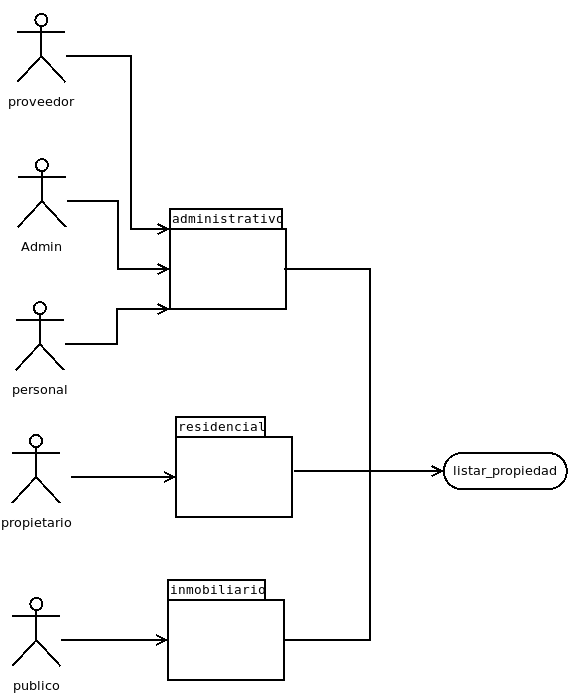 proveedor
administrativo
Admin
personal
residencial
listar_propiedad
propietario
inmobiliario
publico